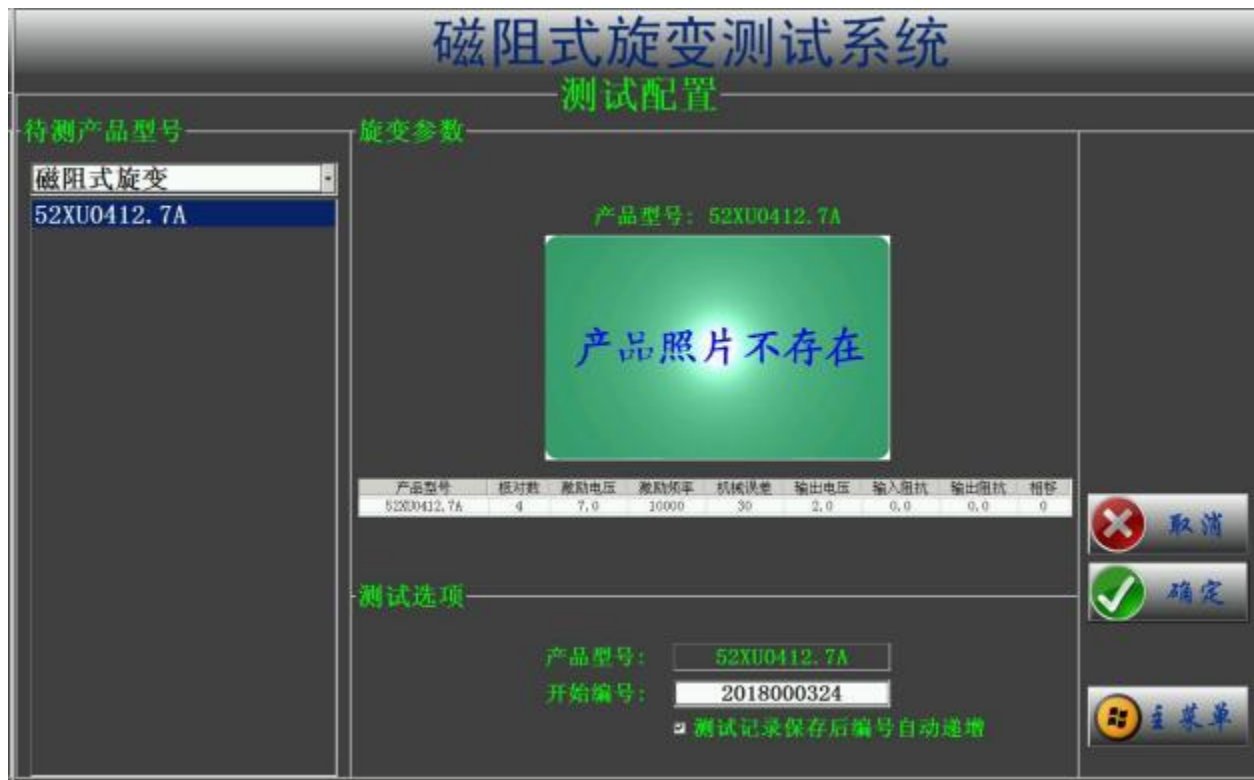 磁阻式旋变测试系统
测试配置
待测产品型号
旋变参数
磁阻式旋变
52XU0412.7A
产品型号: 52XU0412.7A
产品照片不存在
产品型号 极对数 激励电压 激励频率 机械误差 输出电压 输入阻抗 输出阻抗 相移
52XU0412.7A 4 7.0 10000 30 2.0 0.0 0.0 0
取消
确定
测试选项
产品型号: 52XU0412.7A
开始编号: 2018000324
测试记录保存后编号自动递增
主菜单